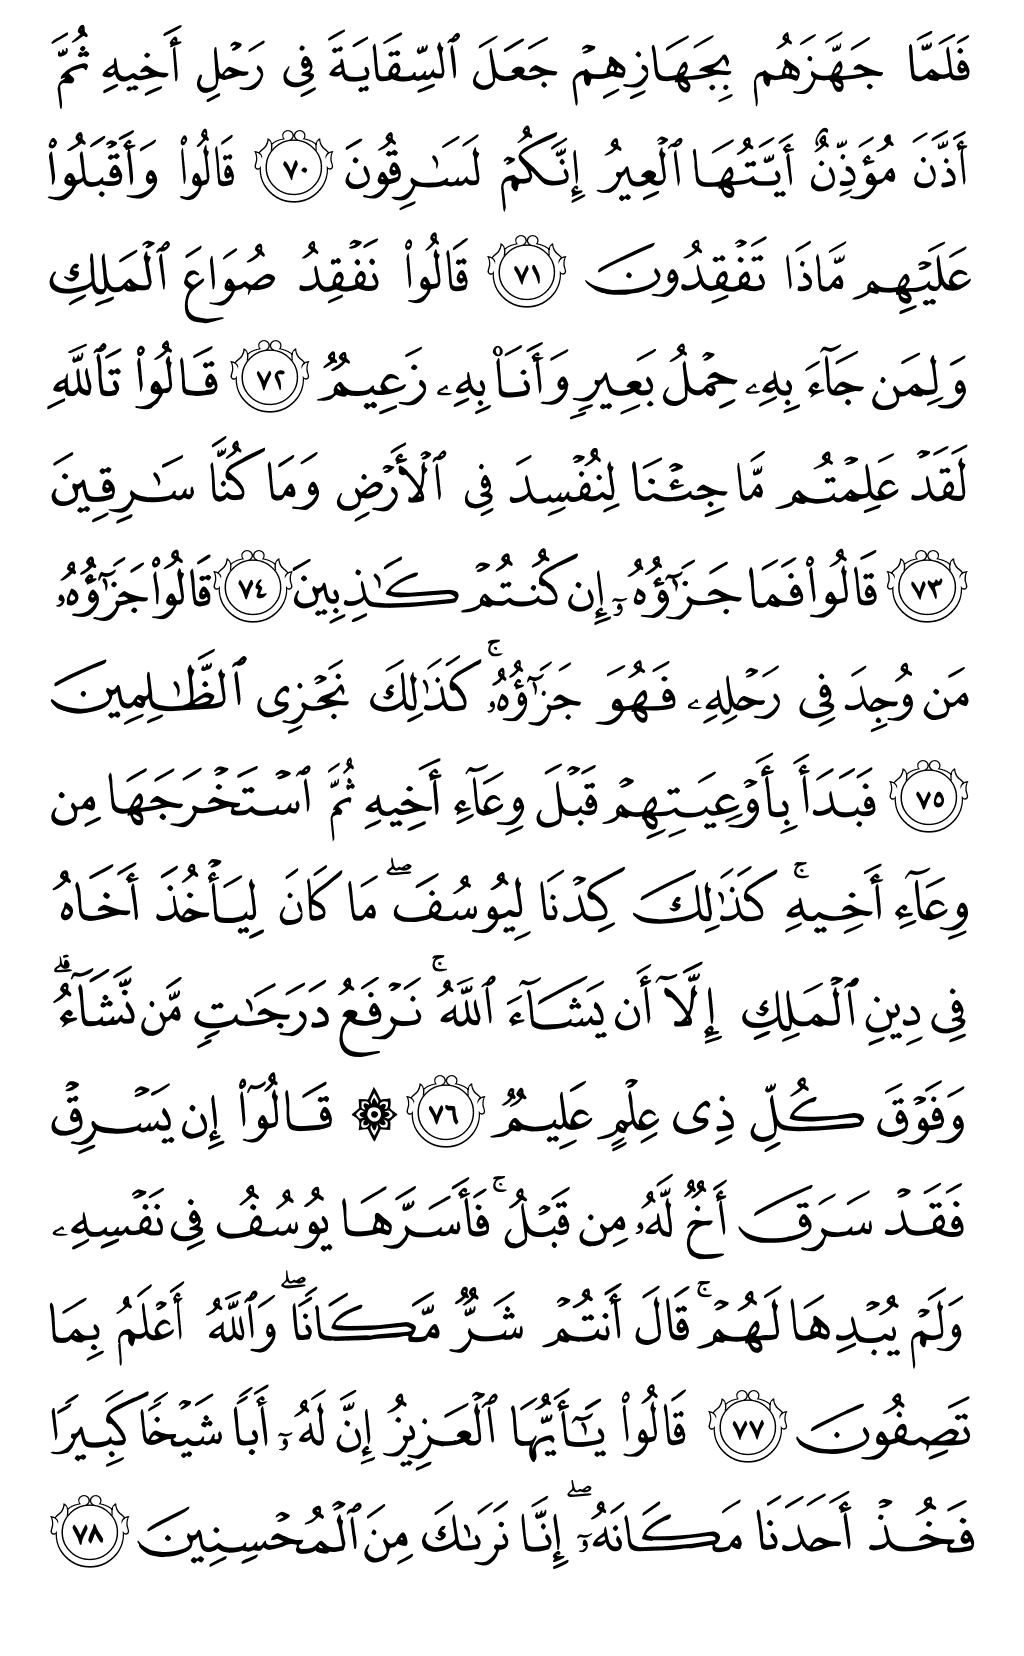 فَلَمَّا جَهَّزَهُم بِجَهَازِهِمْ جَعَلَ ٱلسِّقَايَةَ فِى رَحْلِ أَخِيهِ ثُمَّ
أَذَّنَ مُؤَذِّنٌ أَيَّتُهَا ٱلْعِيرُ إِنَّكُمْ لَسَـٰرِقُونَ ۝٧٠ قَالُوا۟ وَأَقْبَلُوا۟
عَلَيْهِم مَّاذَا تَفْقِدُونَ ۝٧١ قَالُوا۟ نَفْقِدُ صُوَاعَ ٱلْمَلِكِ
وَلِمَن جَآءَ بِهِۦ حِمْلُ بَعِيرٍ وَأَنَا۠ بِهِۦ زَعِيمٌ ۝٧٢ قَالُوا۟ تَٱللَّهِ
لَقَدْ عَلِمْتُم مَّا جِئْنَا لِنُفْسِدَ فِى ٱلْأَرْضِ وَمَا كُنَّا سَـٰرِقِينَ
۝٧٣ قَالُوا۟ فَمَا جَزَٰٓؤُهُۥٓ إِن كُنتُمْ كَـٰذِبِينَ ۝٧٤ قَالُوا۟ جَزَٰٓؤُهُۥ
مَن وُجِدَ فِى رَحْلِهِۦ فَهُوَ جَزَٰٓؤُهُۥ ۚ كَذَٰلِكَ نَجْزِى ٱلظَّـٰلِمِينَ
۝٧٥ فَبَدَأَ بِأَوْعِيَتِهِمْ قَبْلَ وِعَآءِ أَخِيهِ ثُمَّ ٱسْتَخْرَجَهَا مِن
وِعَآءِ أَخِيهِ ۚ كَذَٰلِكَ كِدْنَا لِيُوسُفَ ۖ مَا كَانَ لِيَأْخُذَ أَخَاهُ
فِى دِينِ ٱلْمَلِكِ إِلَّآ أَن يَشَآءَ ٱللَّهُ ۚ نَرْفَعُ دَرَجَـٰتٍ مَّن نَّشَآءُ ۗ
وَفَوْقَ كُلِّ ذِى عِلْمٍ عَلِيمٌ ۝٧٦ ۞ قَالُوٓا۟ إِن يَسْرِقْ
فَقَدْ سَرَقَ أَخٌ لَّهُۥ مِن قَبْلُ ۚ فَأَسَرَّهَا يُوسُفُ فِى نَفْسِهِۦ
وَلَمْ يُبْدِهَا لَهُمْ ۚ قَالَ أَنتُمْ شَرٌّ مَّكَانًا ۖ وَٱللَّهُ أَعْلَمُ بِمَا
تَصِفُونَ ۝٧٧ قَالُوا۟ يَـٰٓأَيُّهَا ٱلْعَزِيزُ إِنَّ لَهُۥٓ أَبًا شَيْخًا كَبِيرًا
فَخُذْ أَحَدَنَا مَكَانَهُۥٓ ۖ إِنَّا نَرَىٰكَ مِنَ ٱلْمُحْسِنِينَ ۝٧٨